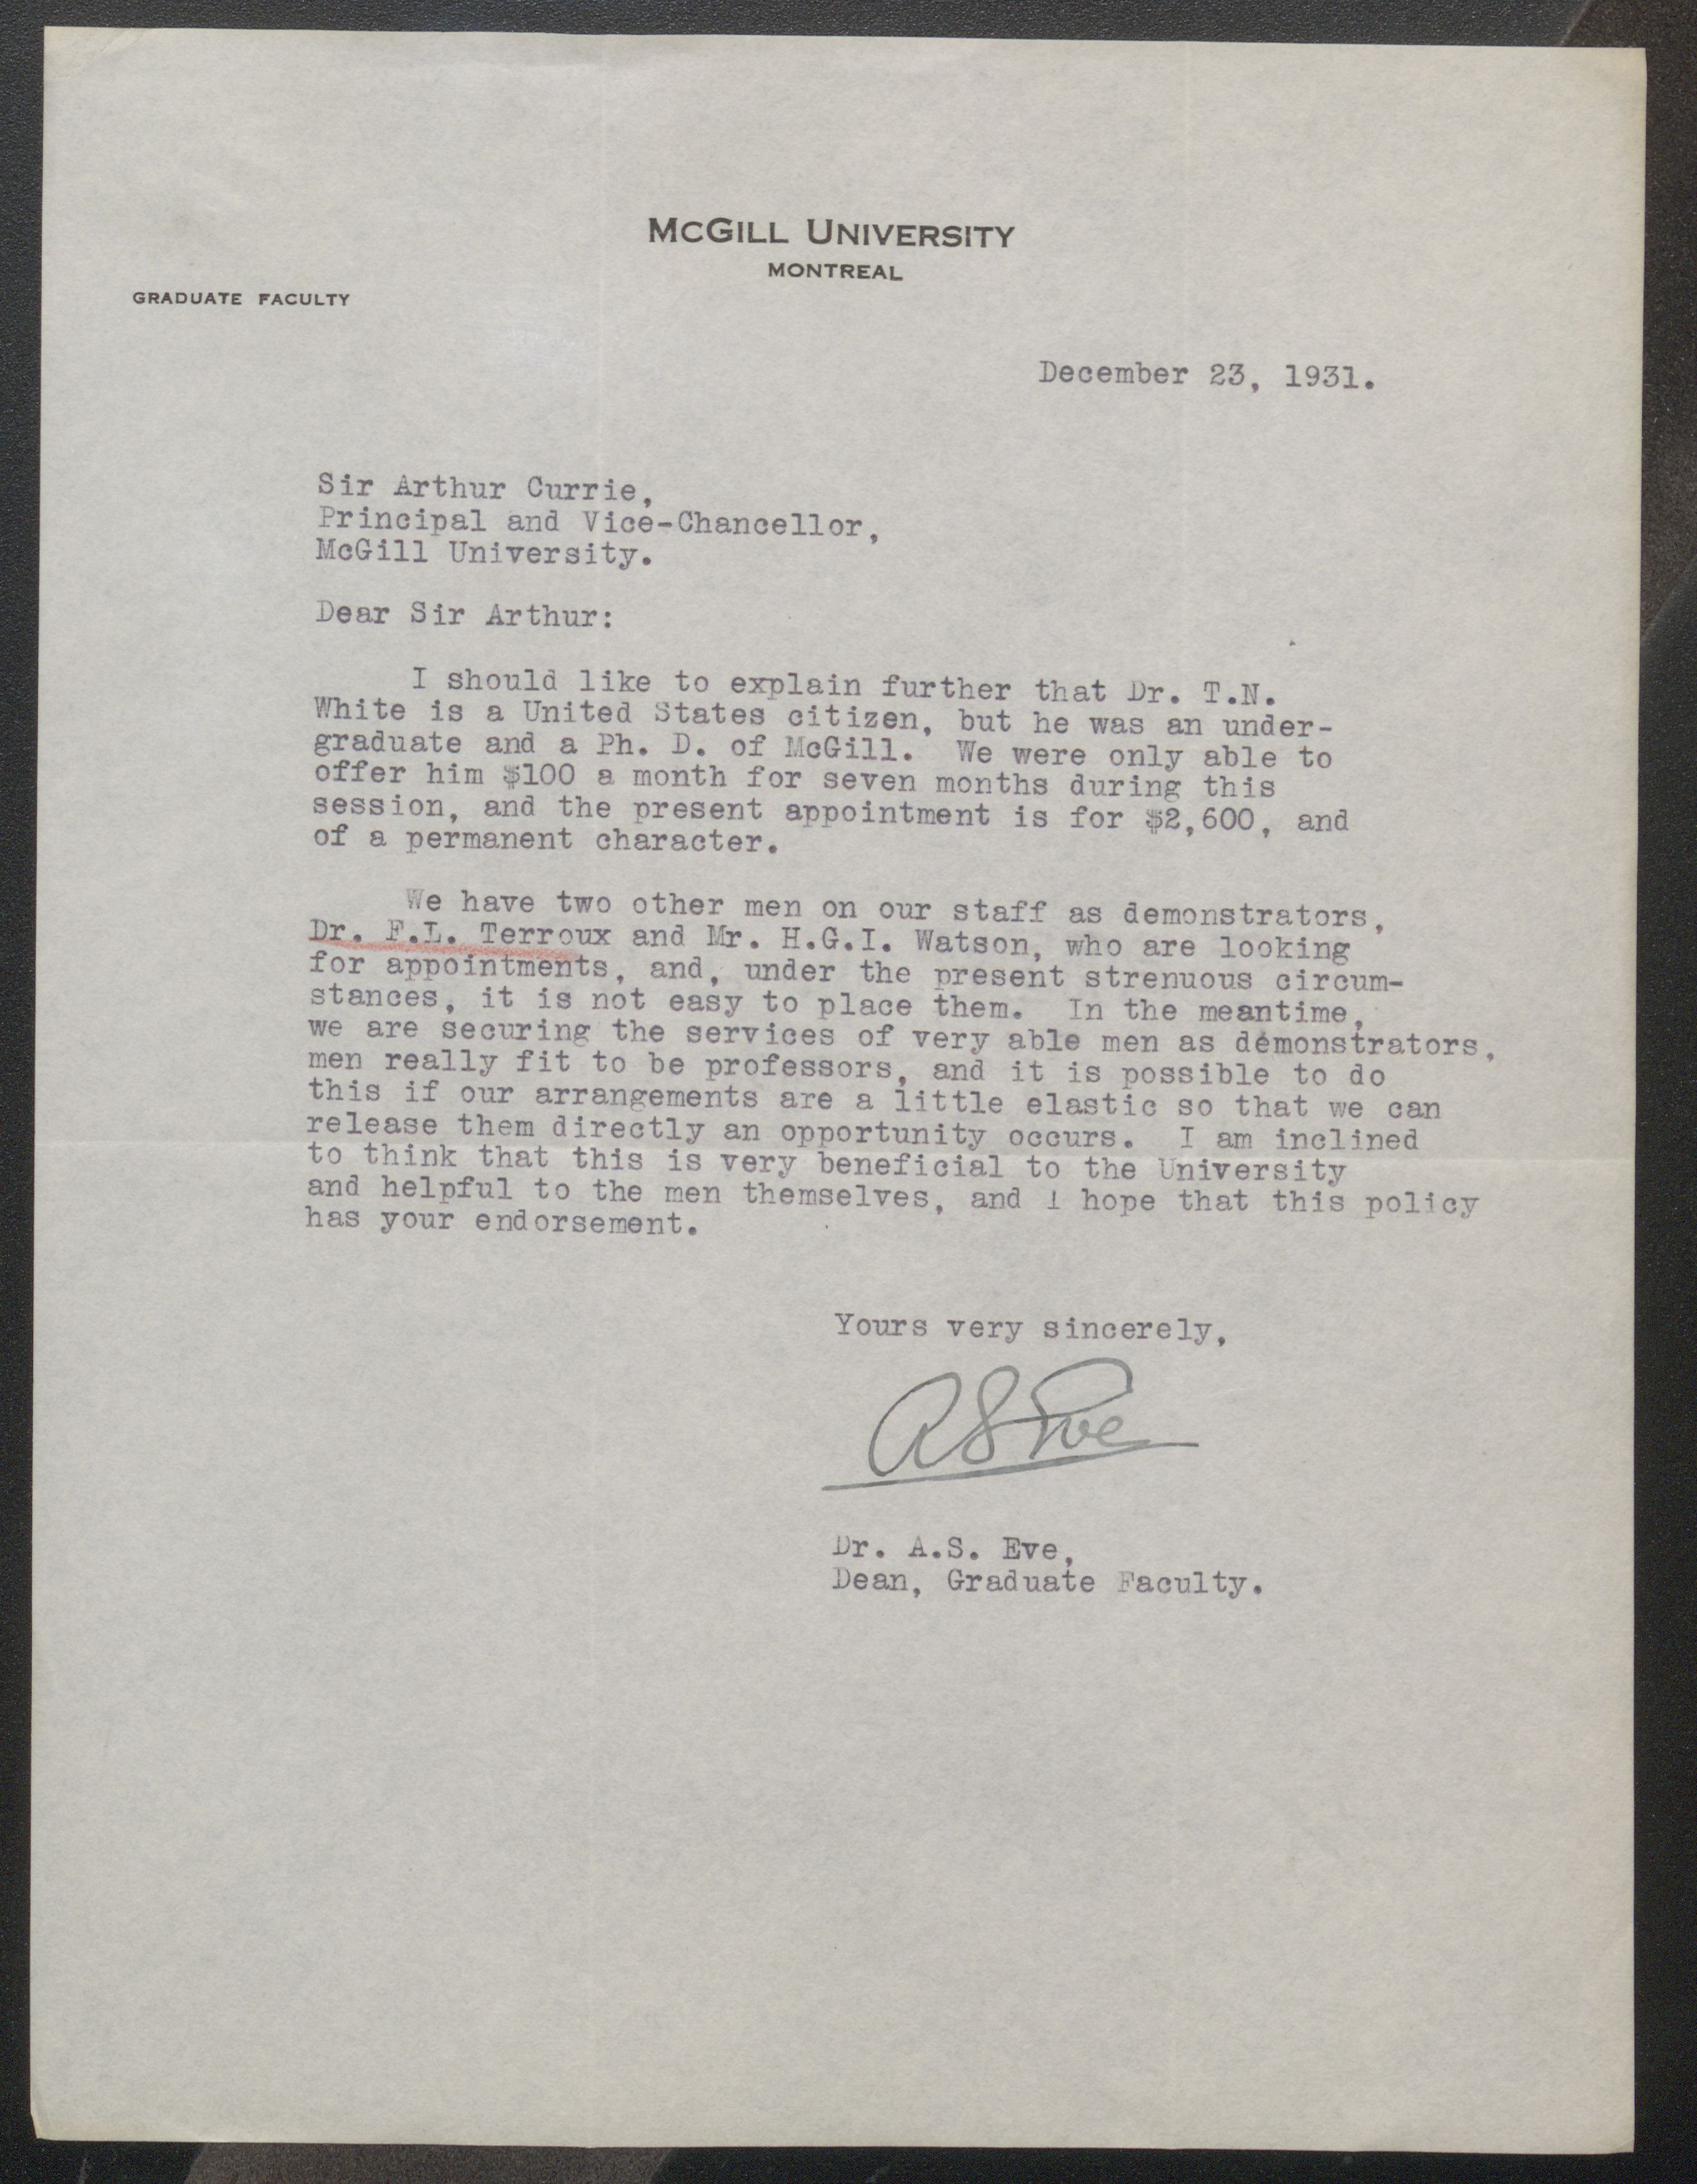 McGILL UNIVERSITY
MONTREAL
GRADUATE FACULTY
December 23, 1931.
Sir Arthur Currie,
Principal and Vice-Chancellor,
McGill University.
Dear Sir Arthur:
I should like to explain further that Dr. T.N.
White is a United States citizen, but he was an under-
graduate and a Ph. D. of McGill. We were only able to
offer him $100 a month for seven months during this
session, and the present appointment is for $2,600, and
of a permanent character.
We have two other men on our staff as demonstrators,
Dr. F.L. Terroux and Mr. H.G.I. Watson, who are looking
for appointments, and, under the present strenuous circum-
stances, it is not easy to place them. In the meantime,
we are securing the services of very able men as demonstrators,
men really fit to be professors, and it is possible to do
this if our arrangements are a little elastic so that we can
release them directly an opportunity occurs. I am inclined
to think that this is very beneficial to the University
and helpful to the men themselves, and I hope that this policy
has your endorsement.
Yours very sincerely,
A S Eve
Dr. A.S. Eve,
Dean, Graduate Faculty.